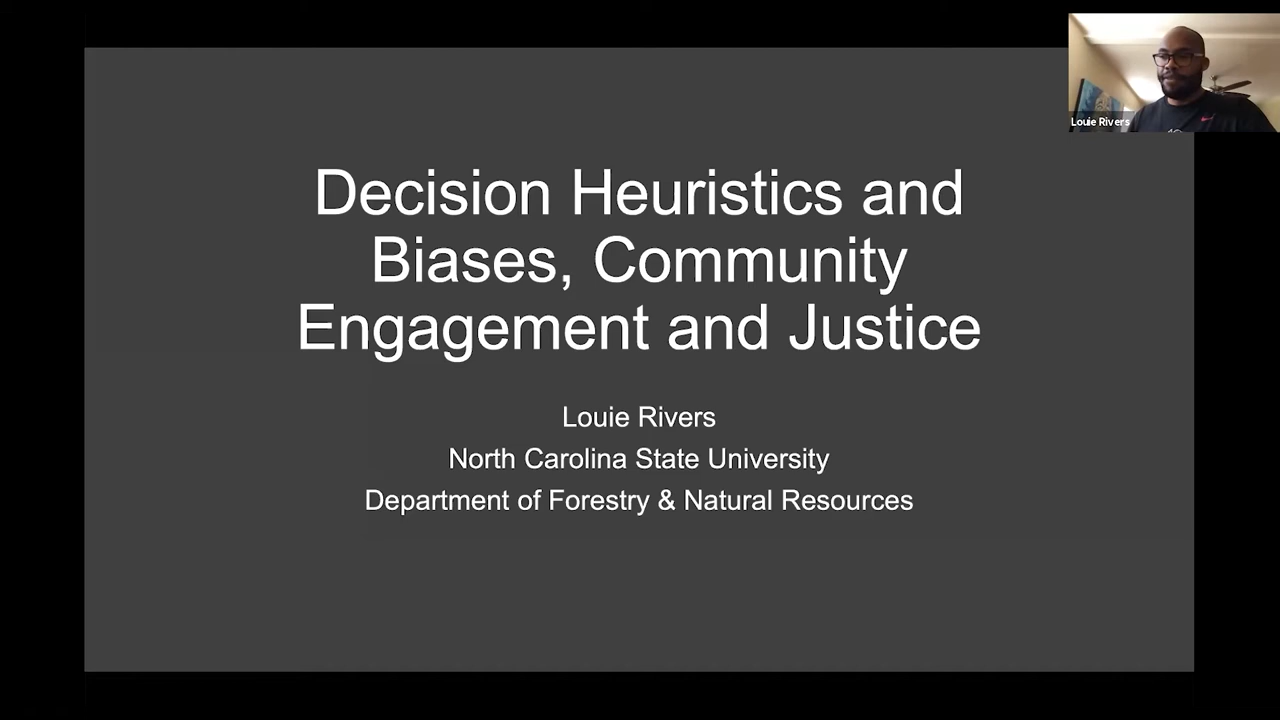 Decision Heuristics and
Biases, Community
Engagement and Justice
Louie Rivers
North Carolina State University
Department of Forestry & Natural Resources
Louie Rivers